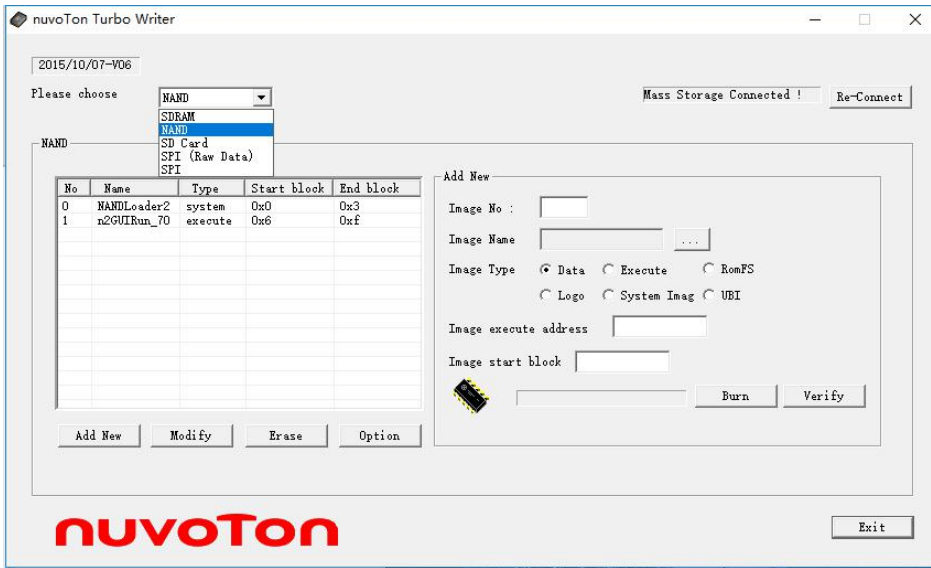 nuvoTon Turbo Writer
2015/10/07-V06
Please choose
NAND
Mass Storage Connected !
Re-Connect
SDRAM
NAND
SD Card
SPI (Raw Data)
SPI
NAND
No Name Type Start block End block
0 NANDLoader2 system 0x0 0x3
1 n2GUIRun_70 execute 0x6 0xf
Add New Modify Erase Option
Add New
Image No :
Image Name ...
Image Type Data Execute RomFS
Logo System Imag UBI
Image execute address
Image start block
Burn Verify
nuvoTon
Exit